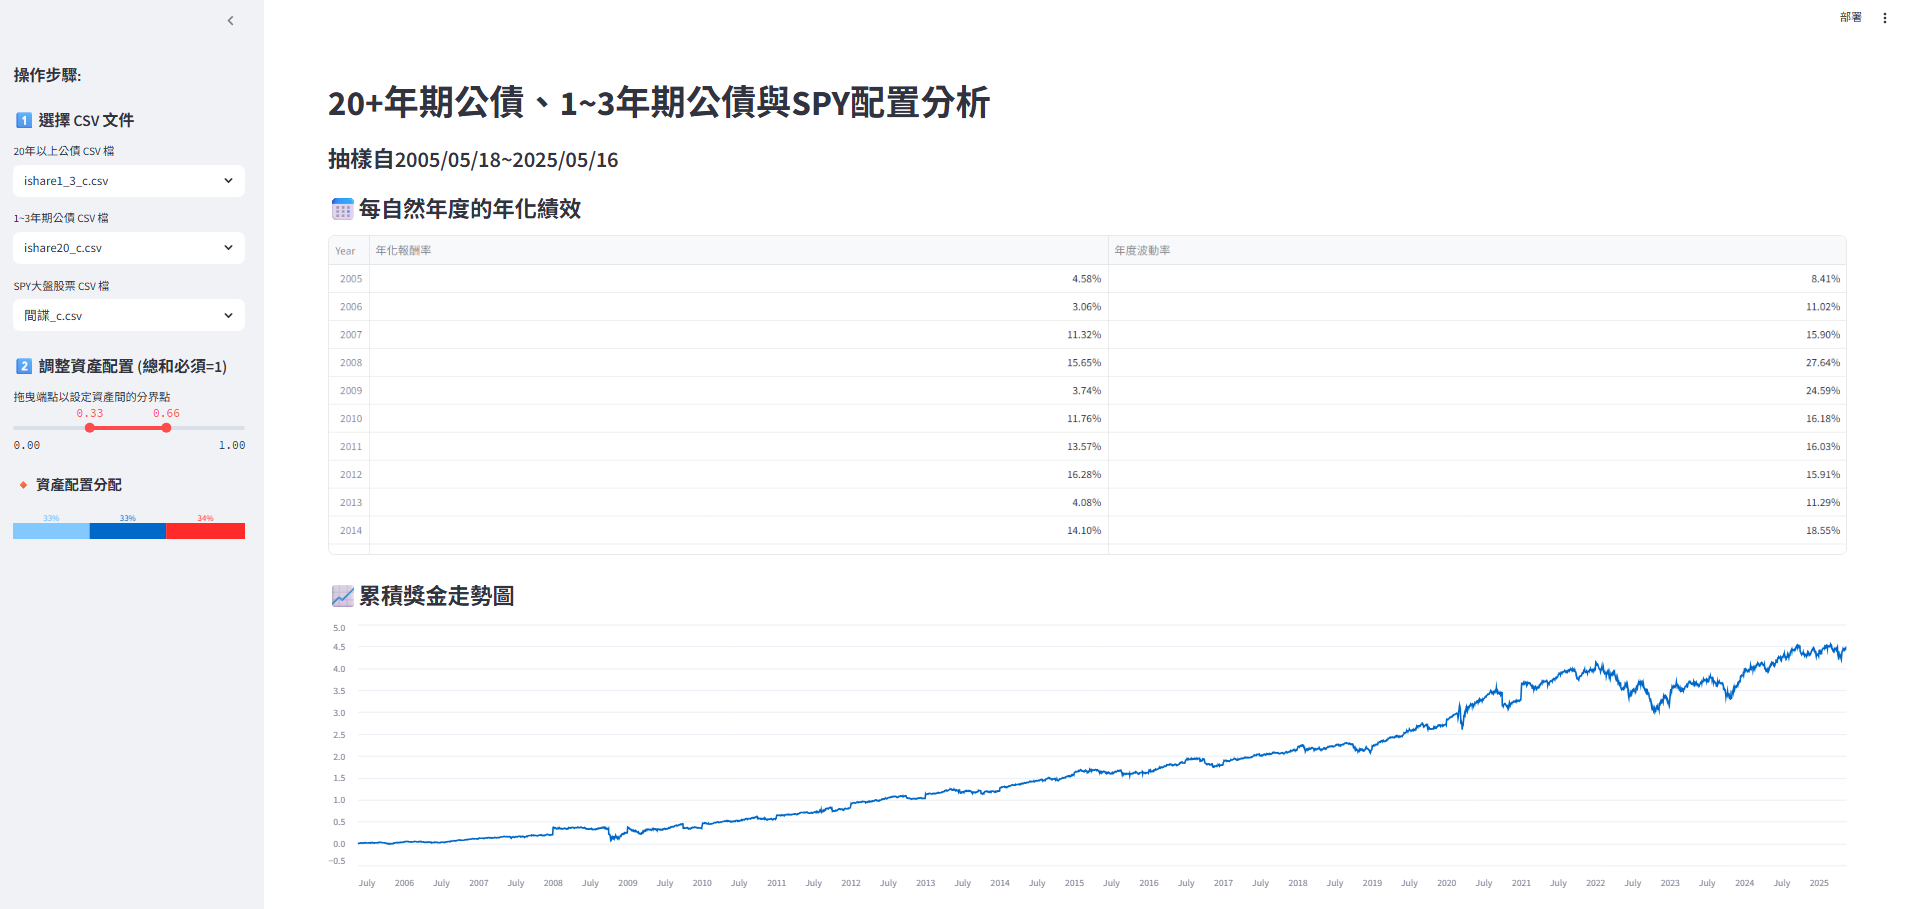 部署
操作步驟:
1 選擇 CSV 文件
20年以上公債 CSV 檔
ishare1_3_c.csv
1~3年期公債 CSV 檔
ishare20_c.csv
SPY大盤股票 CSV 檔
間諜_c.csv
2 調整資產配置 (總和必須=1)
拖曳端點以設定資產間的分界點
0.33 0.66
0.00 1.00
資產配置分配
33% 33% 34%
20+年期公債、1~3年期公債與SPY配置分析
抽樣自2005/05/18~2025/05/16
每自然年度的年化績效
Year 年化報酬率 年度波動率
2005 4.58% 8.41%
2006 3.06% 11.02%
2007 11.32% 15.90%
2008 15.65% 27.64%
2009 3.74% 24.59%
2010 11.76% 16.18%
2011 13.57% 16.03%
2012 16.28% 15.91%
2013 4.08% 11.29%
2014 14.10% 18.55%
累積獎金走勢圖
5.0
4.5
4.0
3.5
3.0
2.5
2.0
1.5
1.0
0.5
0.0
−0.5
July 2006 July 2007 July 2008 July 2009 July 2010 July 2011 July 2012 July 2013 July 2014 July 2015 July 2016 July 2017 July 2018 July 2019 July 2020 July 2021 July 2022 July 2023 July 2024 July 2025